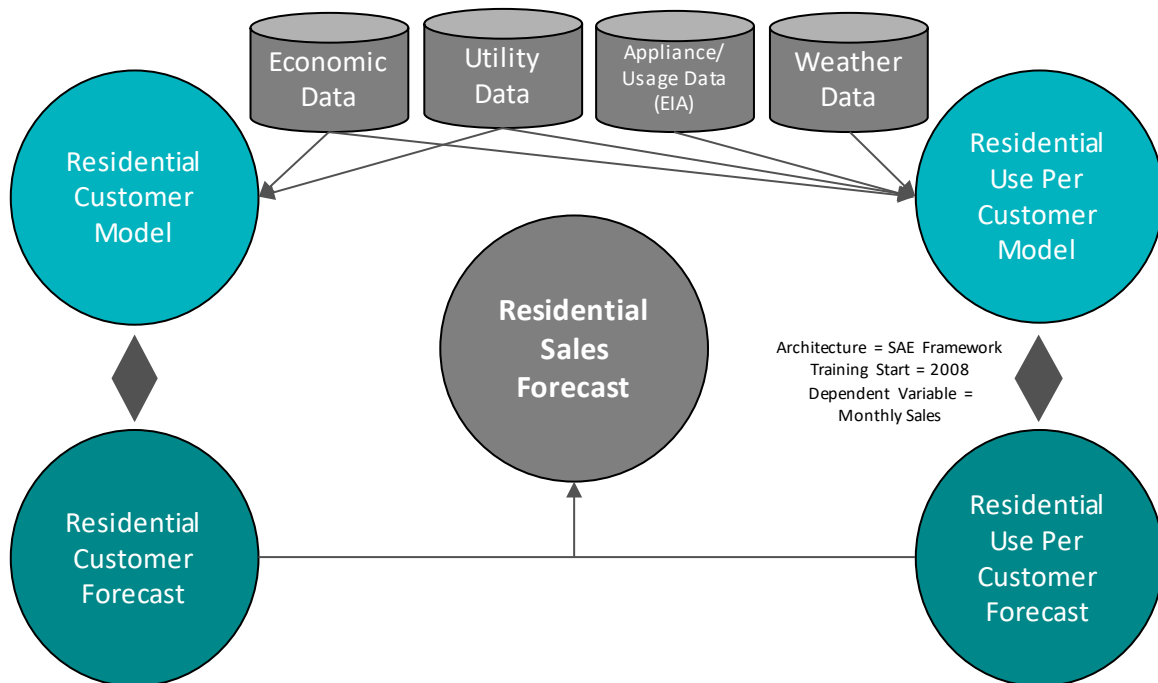 Economic
Data
Utility
Data
Appliance/
Usage Data
(EIA)
Weather
Data
Residential
Customer
Model
Residential
Use Per
Customer
Model
Residential
Sales
Forecast
Architecture = SAE Framework
Training Start = 2008
Dependent Variable =
Monthly Sales
Residential
Customer
Forecast
Residential
Use Per
Customer
Forecast